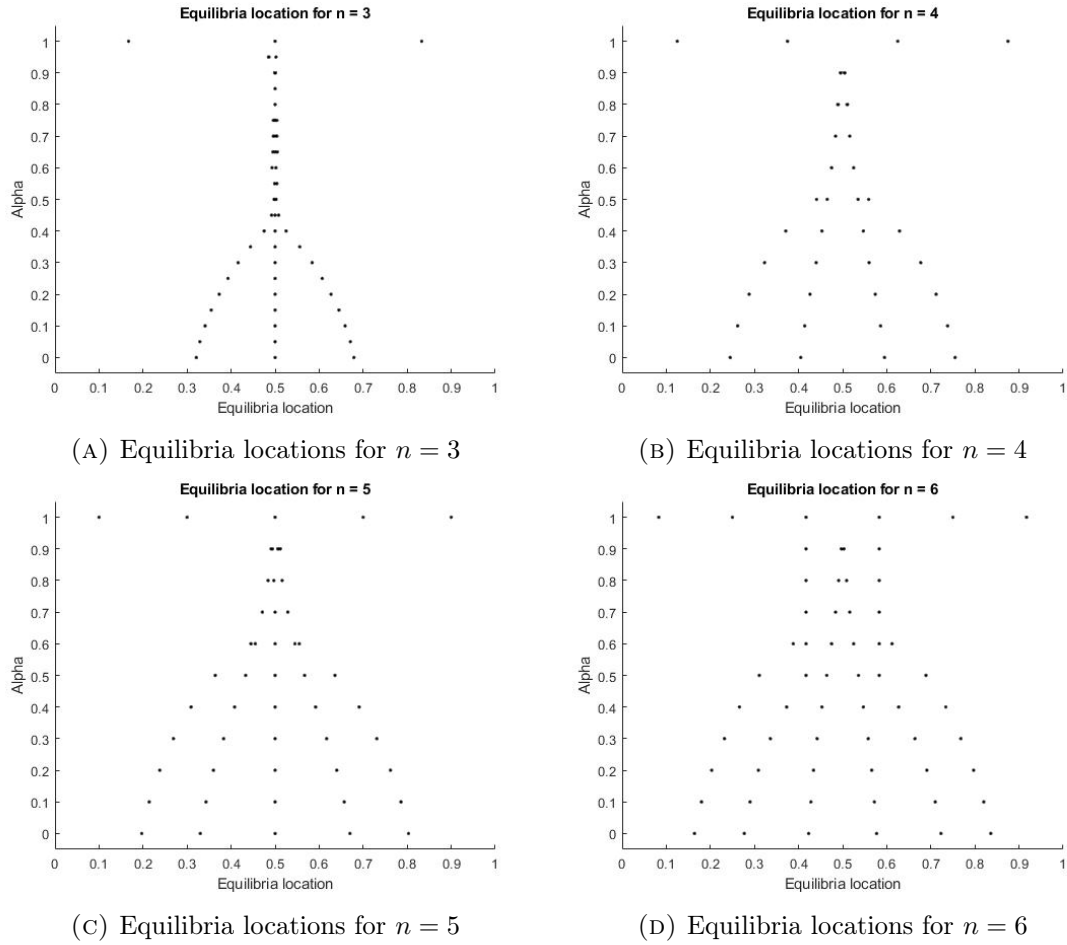 Equilibria location for n = 3
1
0.9
0.8
0.7
0.6
0.5
0.4
0.3
0.2
0.1
0
Alpha
0 0.1 0.2 0.3 0.4 0.5 0.6 0.7 0.8 0.9 1
Equilibria location
(A) Equilibria locations for n = 3
Equilibria location for n = 4
1
0.9
0.8
0.7
0.6
0.5
0.4
0.3
0.2
0.1
0
Alpha
0 0.1 0.2 0.3 0.4 0.5 0.6 0.7 0.8 0.9 1
Equilibria location
(B) Equilibria locations for n = 4
Equilibria location for n = 5
1
0.9
0.8
0.7
0.6
0.5
0.4
0.3
0.2
0.1
0
Alpha
0 0.1 0.2 0.3 0.4 0.5 0.6 0.7 0.8 0.9 1
Equilibria location
(C) Equilibria locations for n = 5
Equilibria location for n = 6
1
0.9
0.8
0.7
0.6
0.5
0.4
0.3
0.2
0.1
0
Alpha
0 0.1 0.2 0.3 0.4 0.5 0.6 0.7 0.8 0.9 1
Equilibria location
(D) Equilibria locations for n = 6